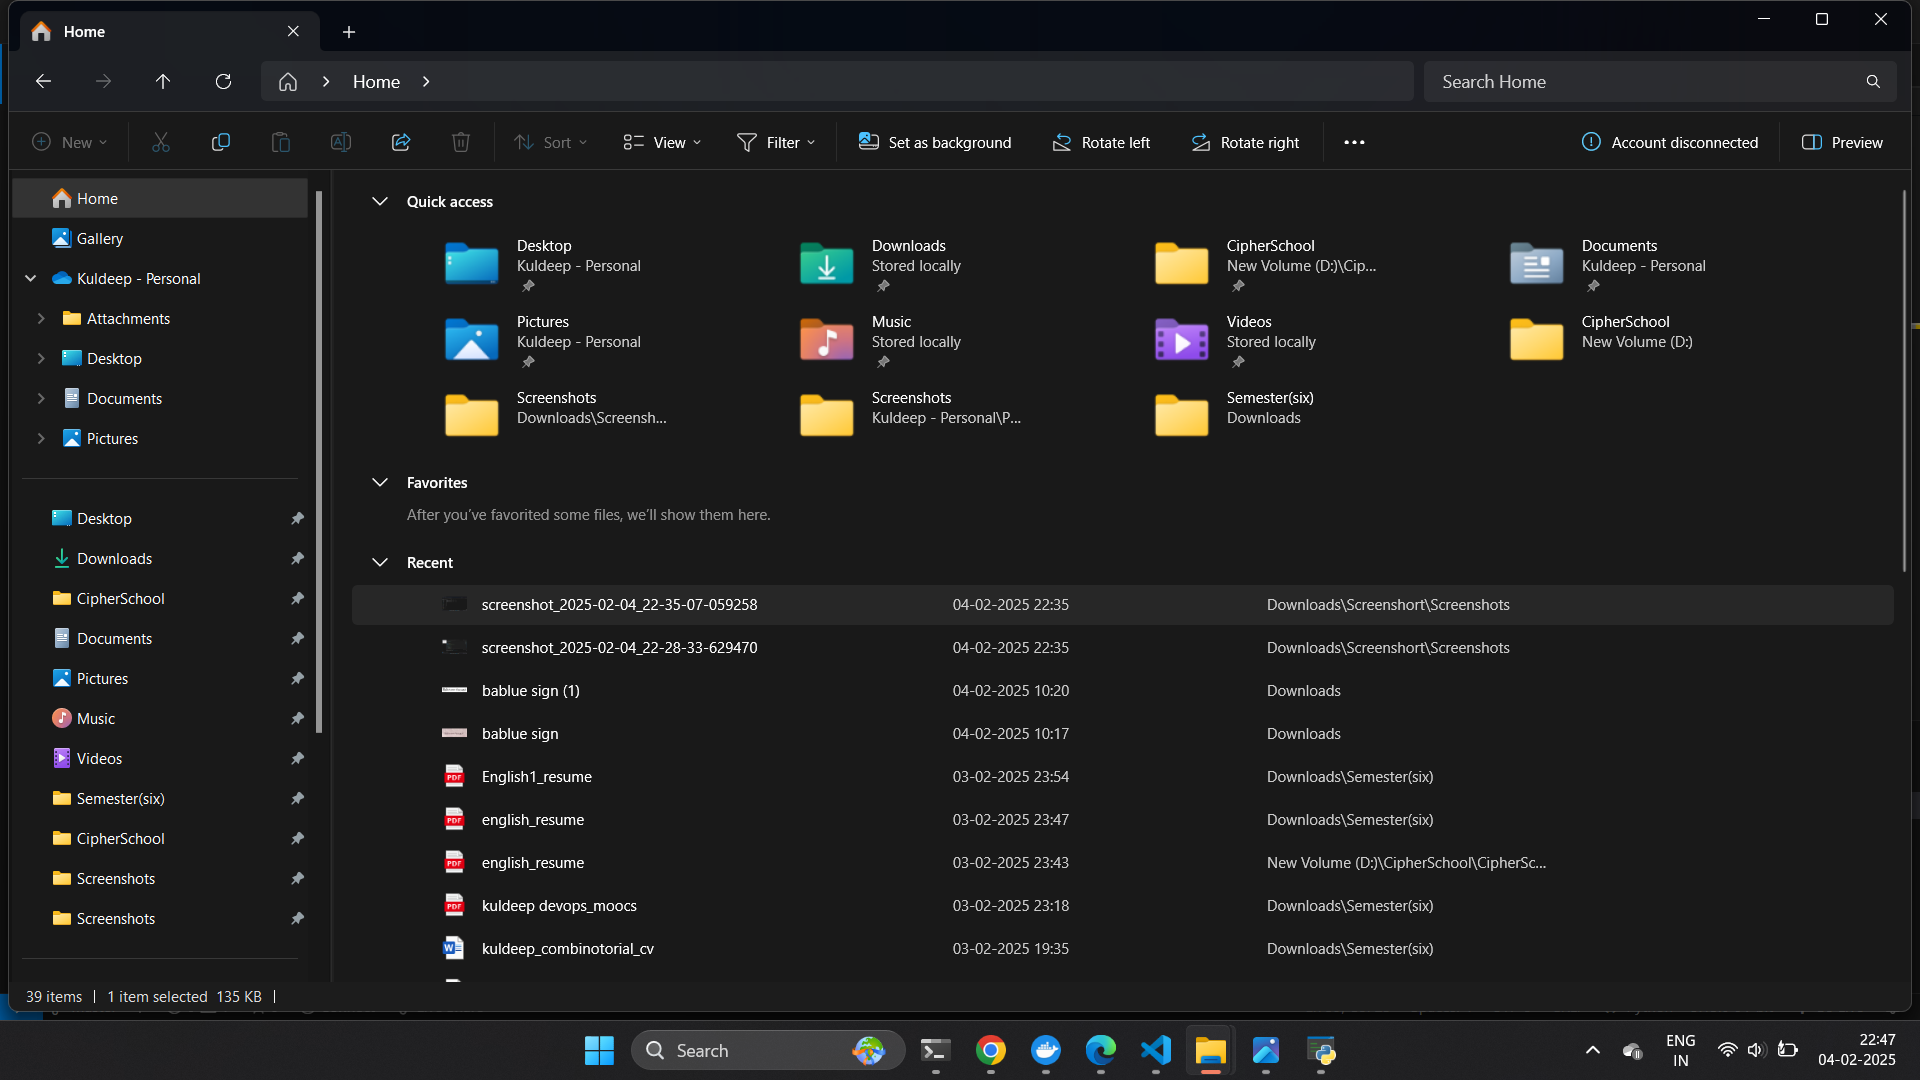 Home
Home
Search Home
New
Sort
View
Filter
Set as background
Rotate left
Rotate right
Account disconnected
Preview
Home
Gallery
Kuldeep - Personal
Attachments
Desktop
Documents
Pictures
Desktop
Downloads
CipherSchool
Documents
Pictures
Music
Videos
Semester(six)
CipherSchool
Screenshots
Screenshots
Quick access
Desktop
Kuldeep - Personal
Downloads
Stored locally
CipherSchool
New Volume (D:)\Cip...
Documents
Kuldeep - Personal
Pictures
Kuldeep - Personal
Music
Stored locally
Videos
Stored locally
CipherSchool
New Volume (D:)
Screenshots
Downloads\Screensh...
Screenshots
Kuldeep - Personal\P...
Semester(six)
Downloads
Favorites
After you've favorited some files, we'll show them here.
Recent
screenshot_2025-02-04_22-35-07-059258 04-02-2025 22:35 Downloads\Screenshort\Screenshots
screenshot_2025-02-04_22-28-33-629470 04-02-2025 22:35 Downloads\Screenshort\Screenshots
bablue sign (1) 04-02-2025 10:20 Downloads
bablue sign 04-02-2025 10:17 Downloads
English1_resume 03-02-2025 23:54 Downloads\Semester(six)
english_resume 03-02-2025 23:47 Downloads\Semester(six)
english_resume 03-02-2025 23:43 New Volume (D:)\CipherSchool\CipherSc...
kuldeep devops_moocs 03-02-2025 23:18 Downloads\Semester(six)
kuldeep_combinotorial_cv 03-02-2025 19:35 Downloads\Semester(six)
39 items 1 item selected 135 KB
Search
ENG
IN
22:47
04-02-2025